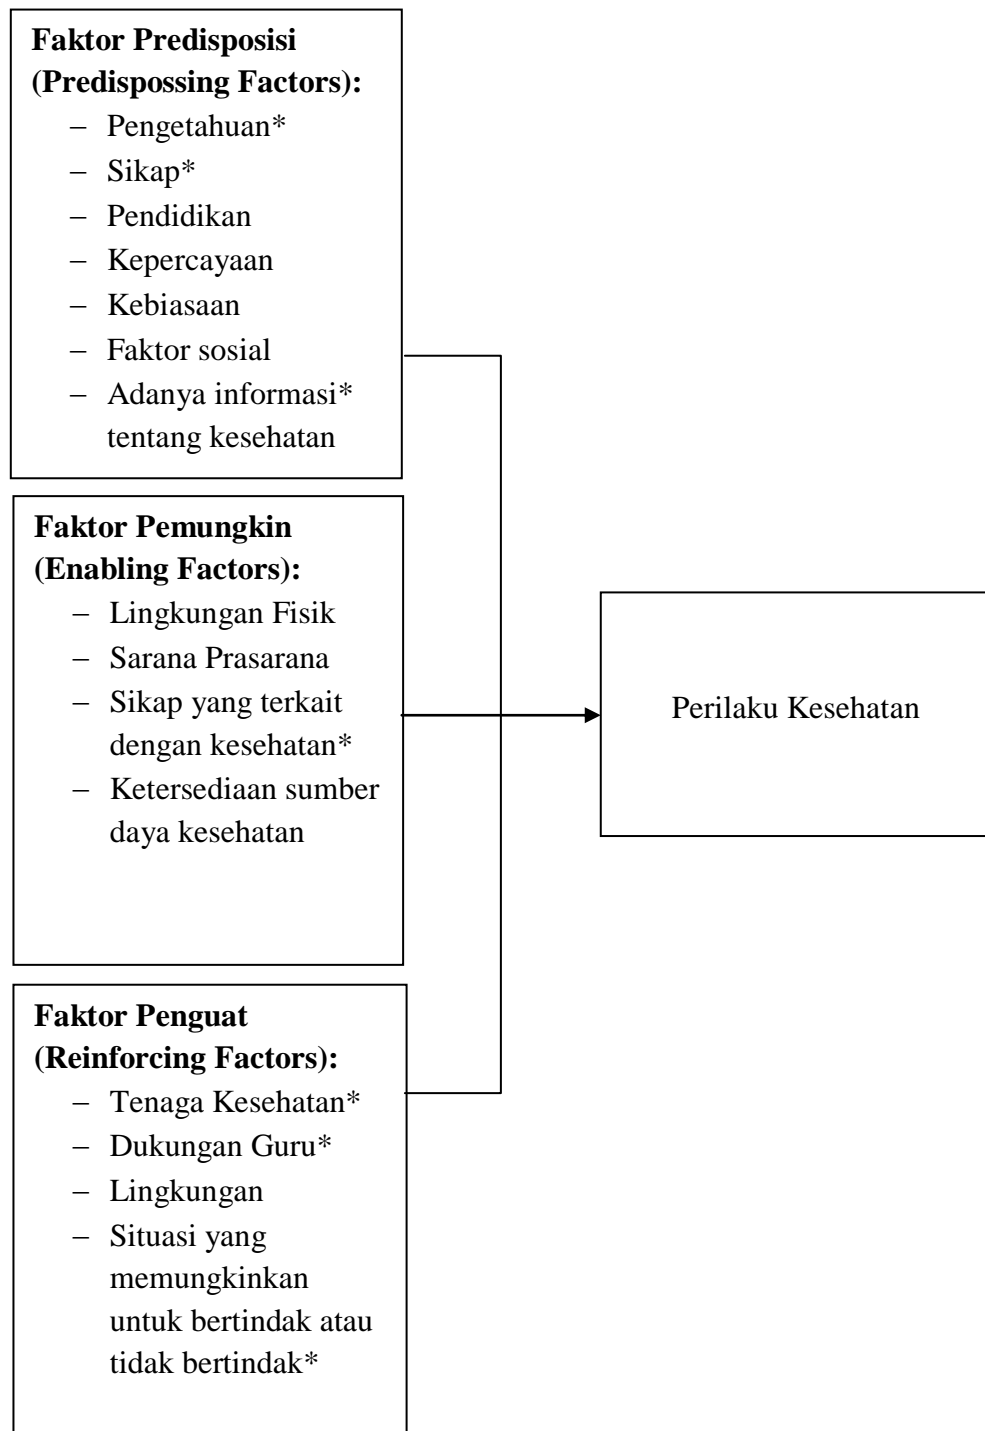 Faktor Predisposisi
(Predispossing Factors):
– Pengetahuan*
– Sikap*
– Pendidikan
– Kepercayaan
– Kebiasaan
– Faktor sosial
– Adanya informasi*
tentang kesehatan
Faktor Pemungkin
(Enabling Factors):
– Lingkungan Fisik
– Sarana Prasarana
– Sikap yang terkait
dengan kesehatan*
– Ketersediaan sumber
daya kesehatan
Perilaku Kesehatan
Faktor Penguat
(Reinforcing Factors):
– Tenaga Kesehatan*
– Dukungan Guru*
– Lingkungan
– Situasi yang
memungkinkan
untuk bertindak atau
tidak bertindak*